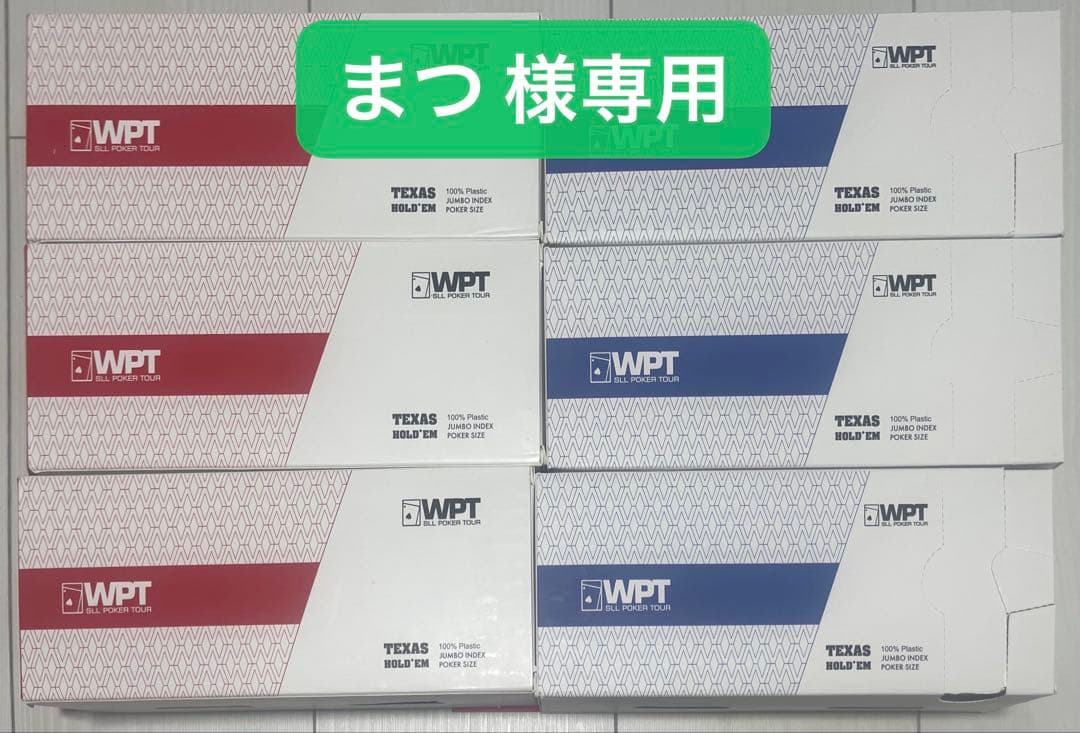 まつ 様専用
WPT
SLL POKER TOUR
TEXAS HOLD'EM
100% Plastic
JUMBO INDEX
POKER SIZE
WPT
SLL POKER TOUR
WPT
TEXAS HOLD'EM
100% Plastic
JUMBO INDEX
POKER SIZE
WPT
SLL POKER TOUR
WPT
SLL POKER TOUR
TEXAS HOLD'EM
100% Plastic
JUMBO INDEX
POKER SIZE
WPT
SLL POKER TOUR
WPT
SLL POKER TOUR
TEXAS HOLD'EM
100% Plastic
JUMBO INDEX
POKER SIZE
WPT
SLL POKER TOUR
WPT
SLL POKER TOUR
TEXAS HOLD'EM
100% Plastic
JUMBO INDEX
POKER SIZE
WPT
SLL POKER TOUR
WPT
SLL POKER TOUR
TEXAS HOLD'EM
100% Plastic
JUMBO INDEX
POKER SIZE